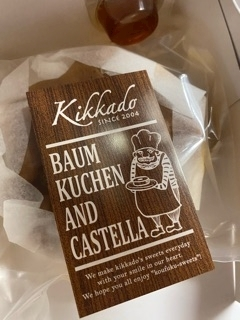 Kikkado
SINCE 2004
BAUM
KUCHEN
AND
CASTELLA
We make kikkado's sweets everyday
with your smile in our heart.
We hope you all enjoy "koufuku-sweets"!